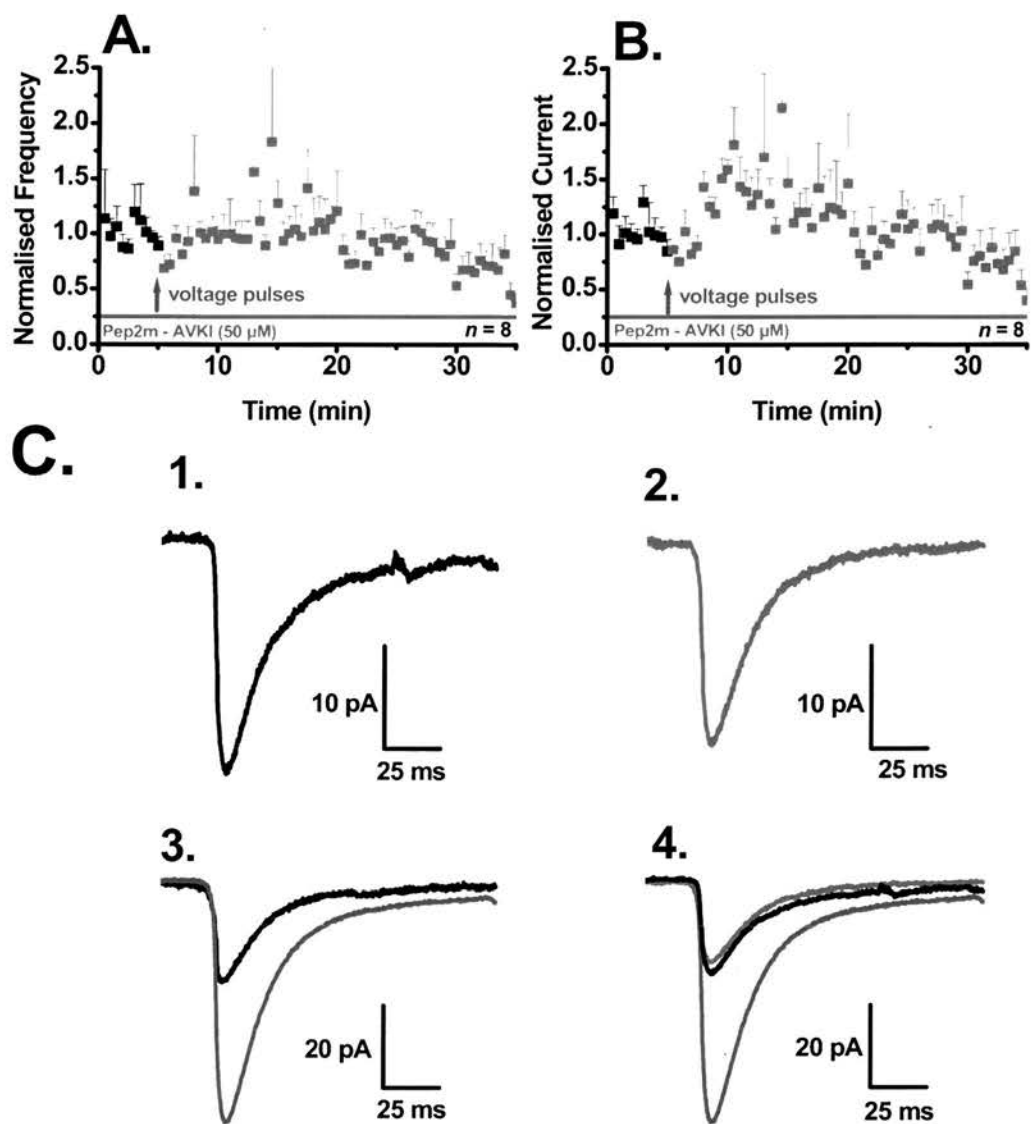 A.
Normalised Frequency
2.5
2.0
1.5
1.0
0.5
0.0
voltage pulses
Pep2m - AVKI (50 µM)
n = 8
0 10 20 30
Time (min)
B.
Normalised Current
2.5
2.0
1.5
1.0
0.5
0.0
voltage pulses
Pep2m - AVKI (50 µM)
n = 8
0 10 20 30
Time (min)
C.
1.
10 pA
25 ms
2.
10 pA
25 ms
3.
20 pA
25 ms
4.
20 pA
25 ms